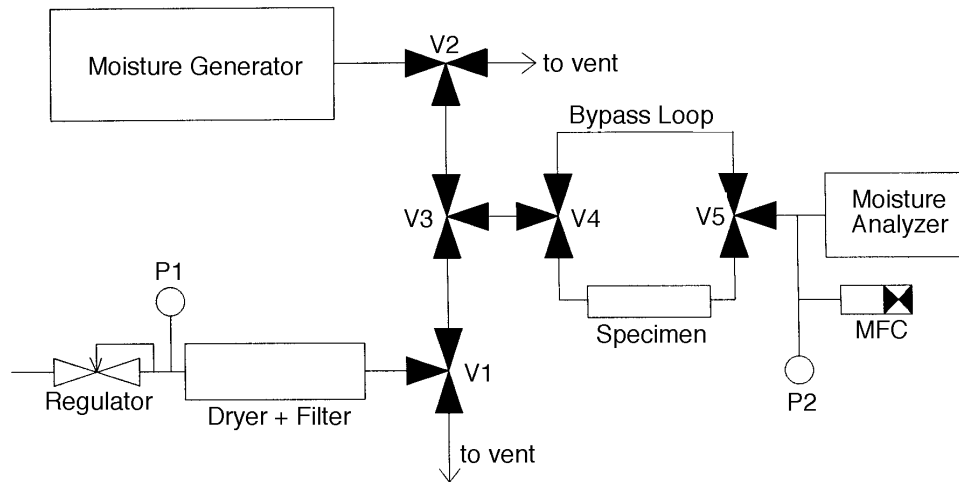 V2
Moisture Generator
to vent
Bypass Loop
V3
V4
V5
Moisture
Analyzer
P1
Specimen
MFC
V1
Regulator
Dryer + Filter
P2
to vent